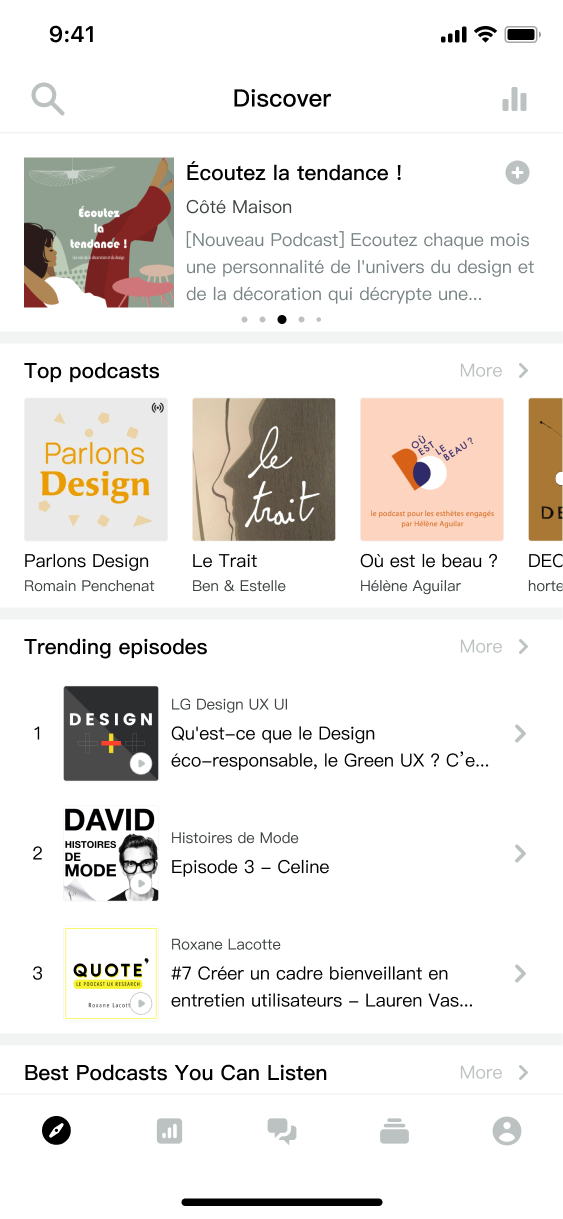 9:41
Discover
Écoutez
la
tendance !
Écoutez la tendance !
Côté Maison
[Nouveau Podcast] Ecoutez chaque mois
une personnalité de l'univers du design et
de la décoration qui décrypte une...
Top podcasts
More
Parlons
Design
le
trait
OÙ
EST LE
BEAU ?
le podcast pour les esthètes engagés
par Hélène Aguilar
DE
Parlons Design
Romain Penchenat
Le Trait
Ben & Estelle
Où est le beau ?
Hélène Aguilar
DEC
horte
Trending episodes
More
1
DESIGN
LG Design UX UI
Qu'est-ce que le Design
éco-responsable, le Green UX ? C’e...
2
DAVID
HISTOIRES
DE
MODE
Histoires de Mode
Episode 3 - Celine
3
QUOTE'
LE PODCAST UX RESEARCH
Roxane Lacott
Roxane Lacotte
#7 Créer un cadre bienveillant en
entretien utilisateurs - Lauren Vas...
Best Podcasts You Can Listen
More